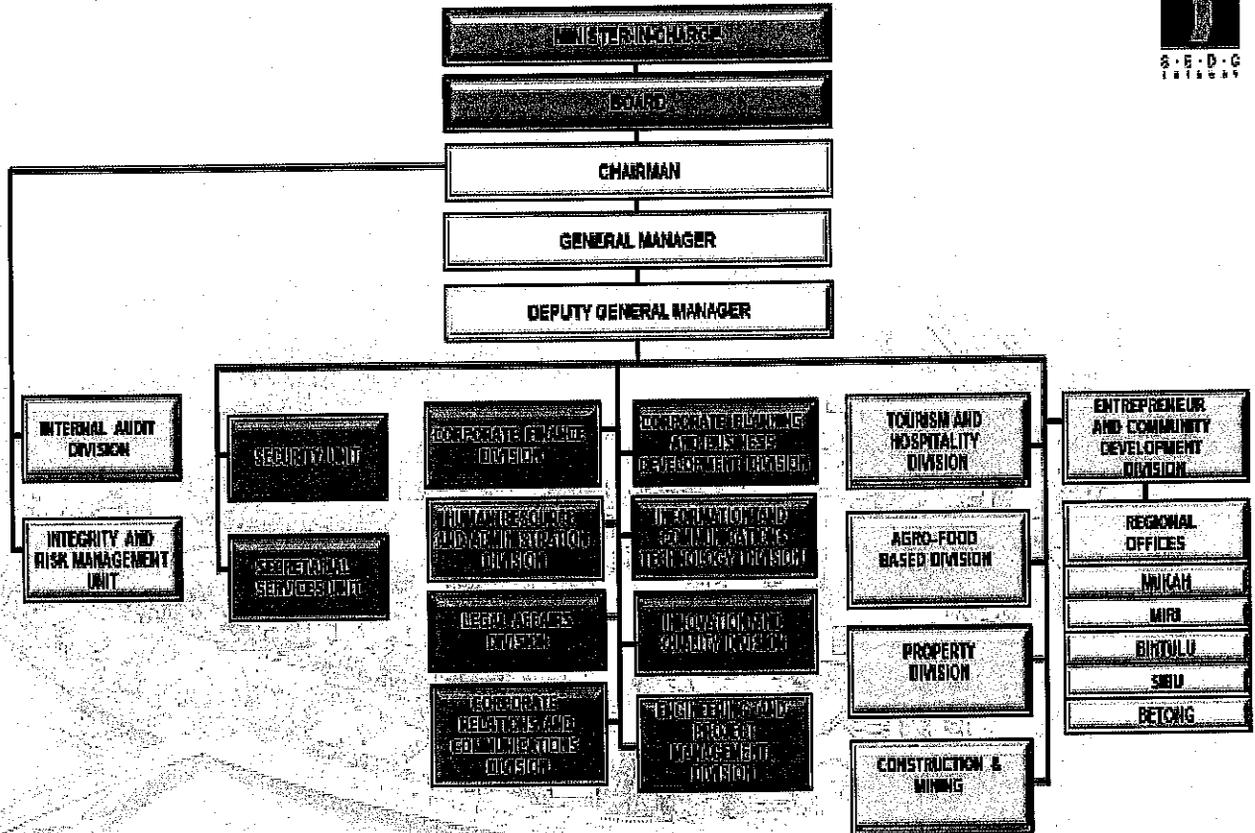 S·E·D·C
MINISTER-IN-CHARGE
BOARD
CHAIRMAN
GENERAL MANAGER
DEPUTY GENERAL MANAGER
INTERNAL AUDIT
DIVISION
INTEGRITY AND
RISK MANAGEMENT
UNIT
SECURITY UNIT
SECRETARIAL
SERVICES UNIT
CORPORATE FINANCE
DIVISION
HUMAN RESOURCE
AND ADMINISTRATION
DIVISION
LEGAL AFFAIRS
DIVISION
CORPORATE
RELATIONS AND
COMMUNICATIONS
DIVISION
CORPORATE PLANNING
AND BUSINESS
DEVELOPMENT DIVISION
INFORMATION AND
COMMUNICATIONS
TECHNOLOGY DIVISION
INNOVATION AND
QUALITY DIVISION
ENGINEERING AND
PROJECT
MANAGEMENT
DIVISION
TOURISM AND
HOSPITALITY
DIVISION
AGRO-FOOD
BASED DIVISION
PROPERTY
DIVISION
CONSTRUCTION &
MINING
ENTREPRENEUR
AND COMMUNITY
DEVELOPMENT
DIVISION
REGIONAL
OFFICES
MUKAH
MIRI
BINTULU
SIBU
BETONG